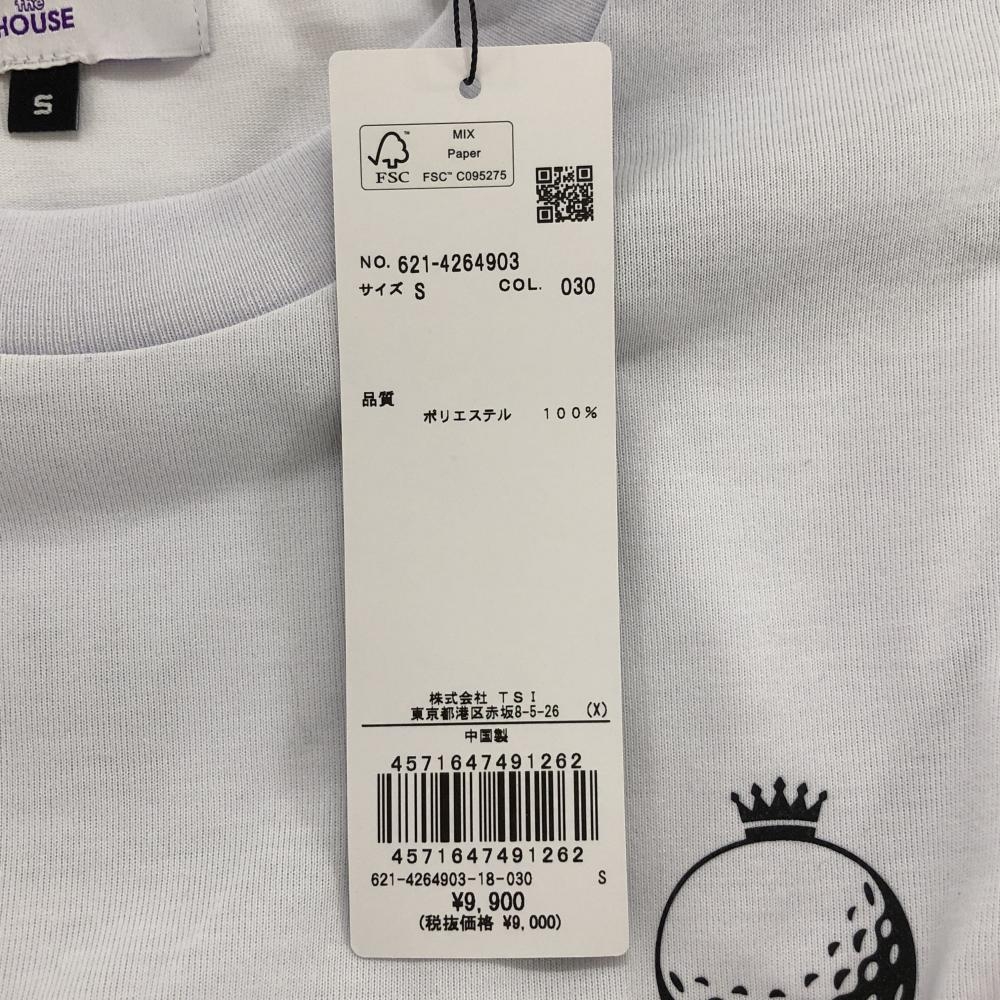 The
HOUSE
S
MIX
Paper
FSC™ C095275
FSC
NO. 621-4264903
サイズ S COL. 030
品質
ポリエステル 100%
株式会社 TSI
東京都港区赤坂8-5-26 (X)
中国製
4571647491262
4571647491262
621-4264903-18-030 S
¥9,900
(税抜価格 ¥9,000)